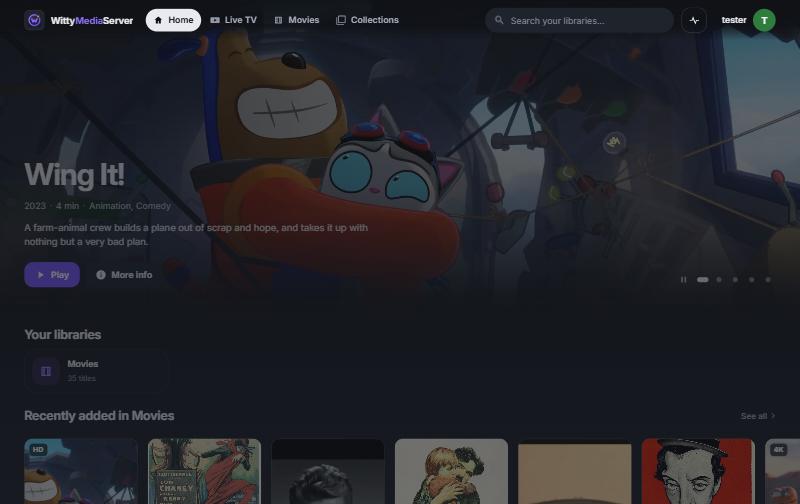 WittyMediaServer
Home
Live TV
Movies
Collections
Search your libraries...
tester
T
Wing It!
2023 · 4 min · Animation, Comedy
A farm-animal crew builds a plane out of scrap and hope, and takes it up with
nothing but a very bad plan.
Play
More info
Your libraries
Movies
35 titles
Recently added in Movies
See all
HD
LON
CHANEY
4K